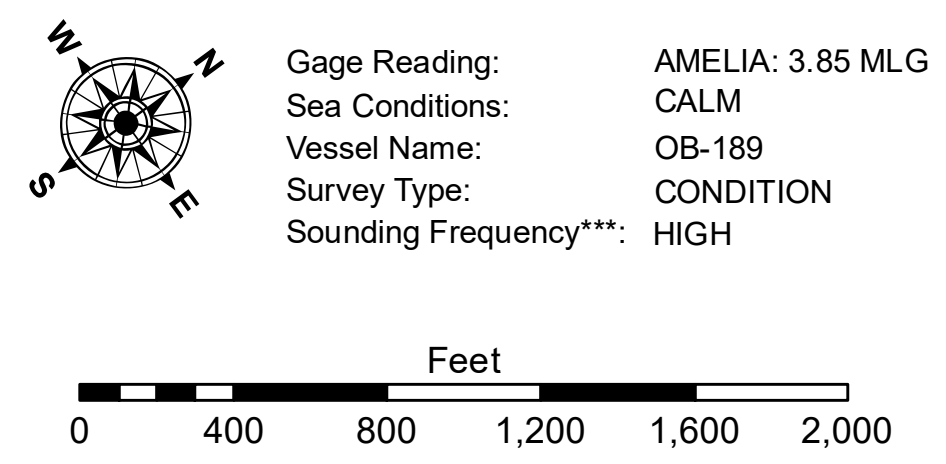 W
N
S
E
Gage Reading: AMELIA: 3.85 MLG
Sea Conditions: CALM
Vessel Name: OB-189
Survey Type: CONDITION
Sounding Frequency***: HIGH
Feet
0 400 800 1,200 1,600 2,000